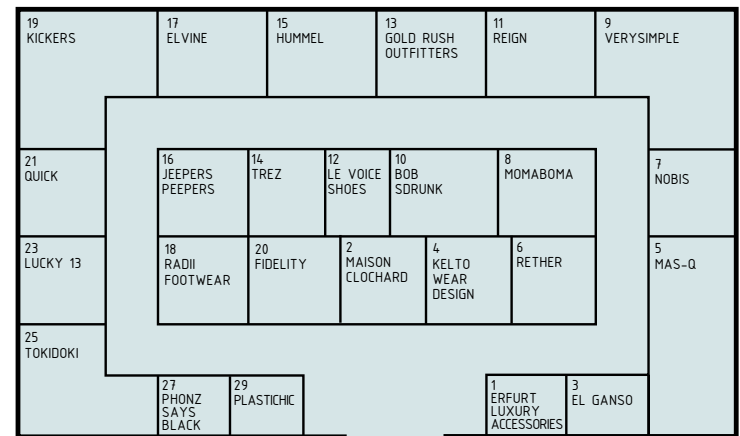 19
KICKERS
17
ELVINE
15
HUMMEL
13
GOLD RUSH
OUTFITTERS
11
REIGN
9
VERYSIMPLE
21
QUICK
16
JEEPERS
PEEPERS
14
TREZ
12
LE VOICE
SHOES
10
BOB
SDRUNK
8
MOMABOMA
7
NOBIS
23
LUCKY 13
18
RADII
FOOTWEAR
20
FIDELITY
2
MAISON
CLOCHARD
4
KELTO
WEAR
DESIGN
6
RETHER
5
MAS-Q
25
TOKIDOKI
27
PHONZ
SAYS
BLACK
29
PLASTICHIC
1
ERFURT
LUXURY
ACCESSORIES
3
EL GANSO